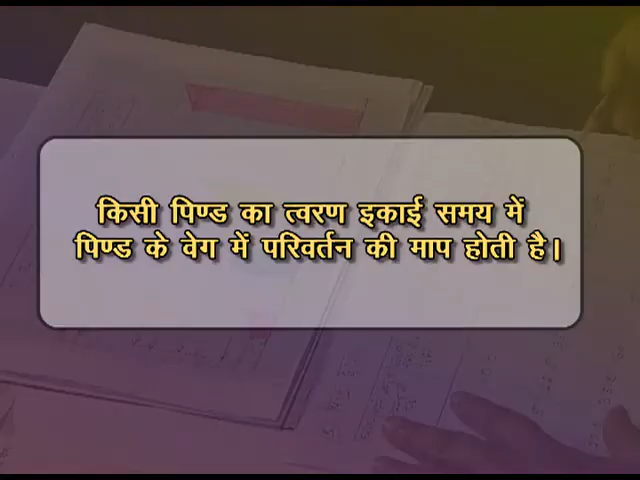 किसी पिण्ड का त्वरण इकाई समय में
पिण्ड के वेग में परिवर्तन की माप होती है।